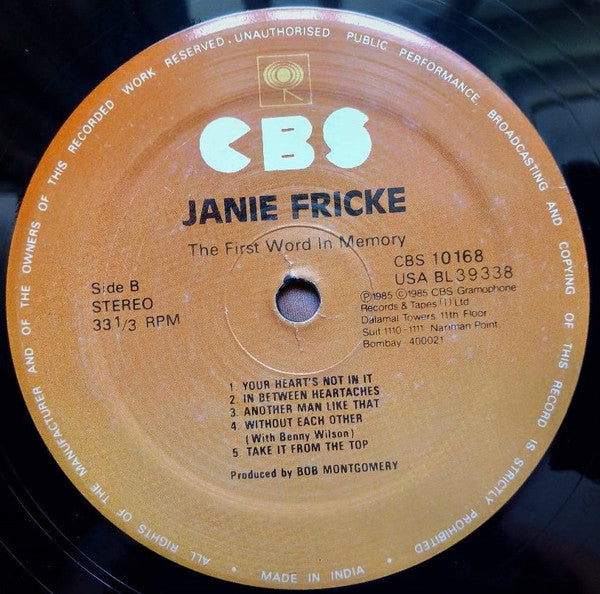 ALL RIGHTS OF THE MANUFACTURER AND OF THE OWNERS OF THIS RECORDED WORK RESERVED. UNAUTHORISED PUBLIC PERFORMANCE BROADCASTING AND COPYING OF THIS RECORD IS STRICTLY PROHIBITED
CBS
JANIE FRICKE
The First Word In Memory
Side B
STEREO
33 1/3 RPM
CBS 10168
USA BL39338
Ⓟ1985 ©1985 CBS Gramophone
Records & Tapes (I) Ltd
Dalamal Towers 11th Floor
Suit 1110-1111 Nariman Point
Bombay 400021
1 YOUR HEART'S NOT IN IT
2 IN BETWEEN HEARTACHES
3 ANOTHER MAN LIKE THAT
4 WITHOUT EACH OTHER
(With Benny Wilson)
5 TAKE IT FROM THE TOP
Produced by BOB MONTGOMERY
• MADE IN INDIA •